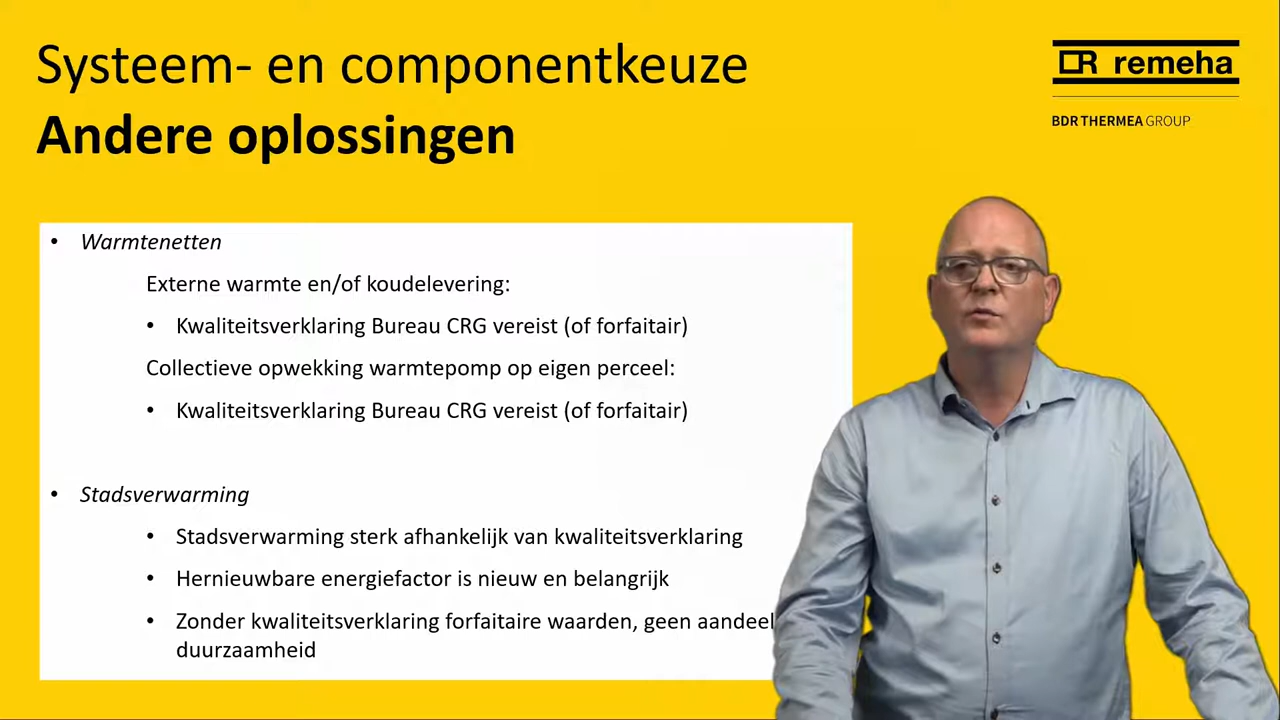 Systeem- en componentkeuze
Andere oplossingen
remeha
BDR THERMEA GROUP
• Warmtenetten
Externe warmte en/of koudelevering:
• Kwaliteitsverklaring Bureau CRG vereist (of forfaitair)
Collectieve opwekking warmtepomp op eigen perceel:
• Kwaliteitsverklaring Bureau CRG vereist (of forfaitair)
• Stadsverwarming
• Stadsverwarming sterk afhankelijk van kwaliteitsverklaring
• Hernieuwbare energiefactor is nieuw en belangrijk
• Zonder kwaliteitsverklaring forfaitaire waarden, geen aandeel
duurzaamheid